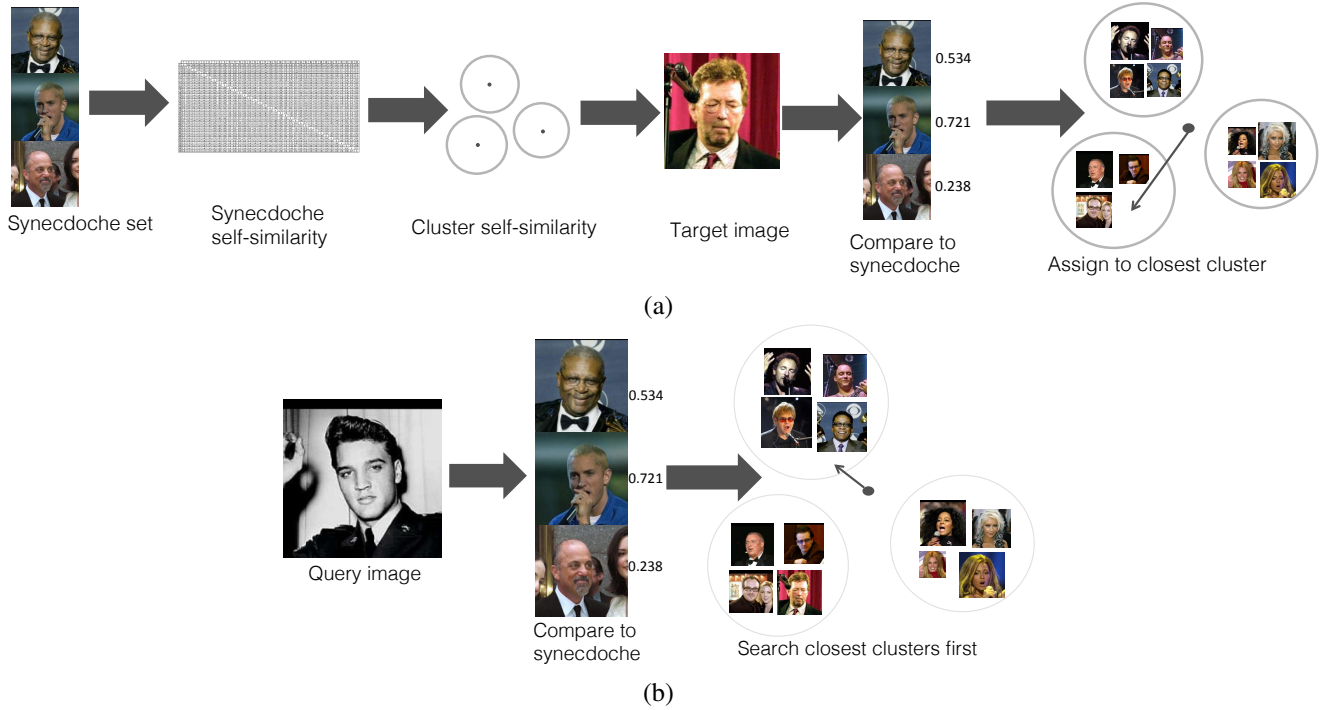 0.534
0.721
0.238
Synecdoche set
Synecdoche
self-similarity
Cluster self-similarity
Target image
Compare to
synecdoche
Assign to closest cluster
(a)
0.534
0.721
0.238
Query image
Compare to
synecdoche
Search closest clusters first
(b)